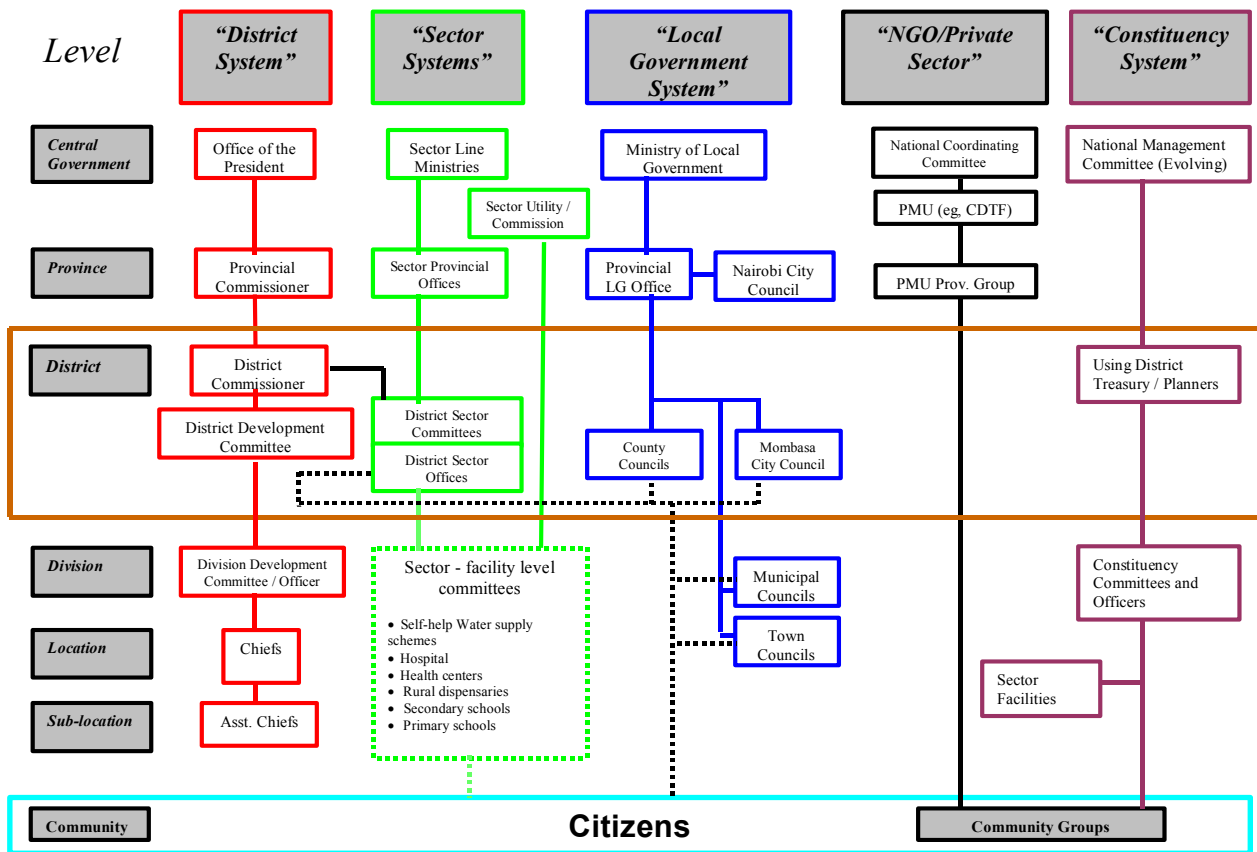 Level
“District
System”
“Sector
Systems”
“Local
Government
System”
“NGO/Private
Sector”
“Constituency
System”
Central
Government
Office of the
President
Sector Line
Ministries
Sector Utility /
Commission
Ministry of Local
Government
National Coordinating
Committee
PMU (eg, CDTF)
National Management
Committee (Evolving)
Province
Provincial
Commissioner
Sector Provincial
Offices
Provincial
LG Office
Nairobi City
Council
PMU Prov. Group
District
District
Commissioner
District Development
Committee
District Sector
Committees
District Sector
Offices
County
Councils
Mombasa
City Council
Using District
Treasury / Planners
Division
Division Development
Committee / Officer
Sector - facility level
committees
• Self-help Water supply
schemes
• Hospital
• Health centers
• Rural dispensaries
• Secondary schools
• Primary schools
Municipal
Councils
Constituency
Committees and
Officers
Location
Chiefs
Town
Councils
Sector
Facilities
Sub-location
Asst. Chiefs
Community
Citizens
Community Groups